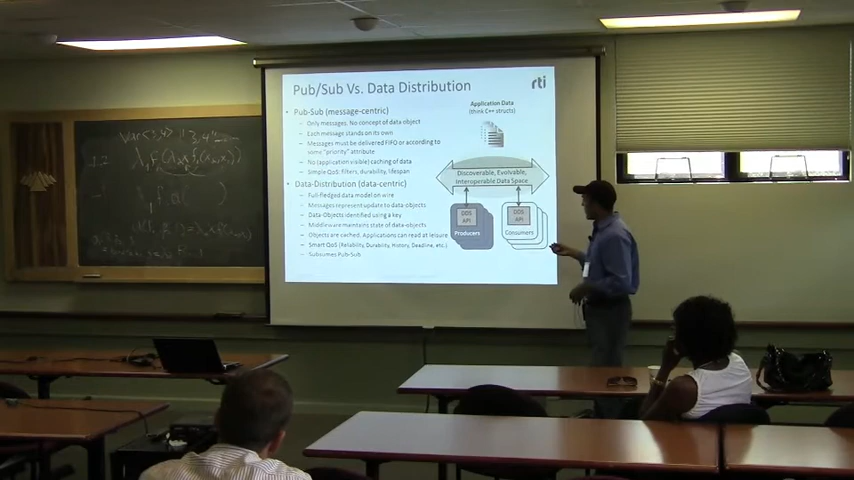 Pub/Sub Vs. Data Distribution
rti
Pub-Sub (message-centric)
– Only messages. No concept of data object
– Each message stands on its own
– Messages must be delivered FIFO or according to
some "priority" attribute
– No (application visible) caching of data
– Simple QoS: filters, durability, lifespan
Data-Distribution (data-centric)
– Full-fledged data model on wire
– Messages represent update to data-objects
– Data-Objects identified using a key
– Middleware maintains state of data-objects
– Objects are cached. Applications can read at leisure
– Smart QoS (Reliability, Durability, History, Deadline, etc.)
– Subsumes Pub-Sub
Application Data
(think C++ structs)
Discoverable, Evolvable,
Interoperable Data Space
DDS
API
Producers
DDS
API
Consumers